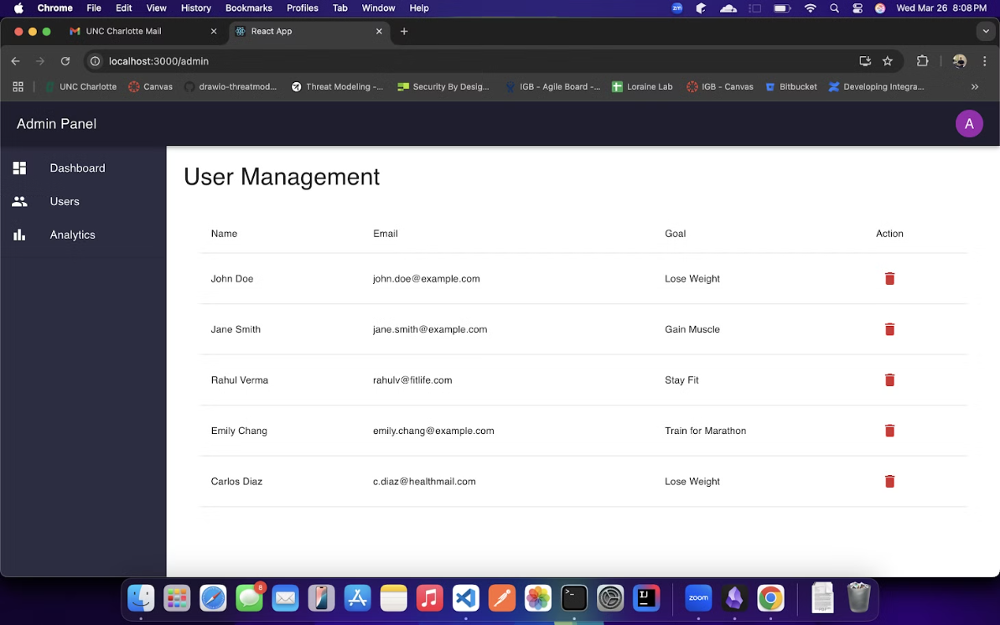 Chrome File Edit View History Bookmarks Profiles Tab Window Help zm Wed Mar 26 8:08 PM
UNC Charlotte Mail React App
localhost:3000/admin
UNC Charlotte Canvas drawio-threatmod... Threat Modeling -... Security By Desig... IGB - Agile Board -... Loraine Lab IGB - Canvas Bitbucket Developing Integra...
Admin Panel A
Dashboard
Users
Analytics
User Management
Name Email Goal Action
John Doe john.doe@example.com Lose Weight
Jane Smith jane.smith@example.com Gain Muscle
Rahul Verma rahulv@fitlife.com Stay Fit
Emily Chang emily.chang@example.com Train for Marathon
Carlos Diaz c.diaz@healthmail.com Lose Weight
8
>_ IJ zoom